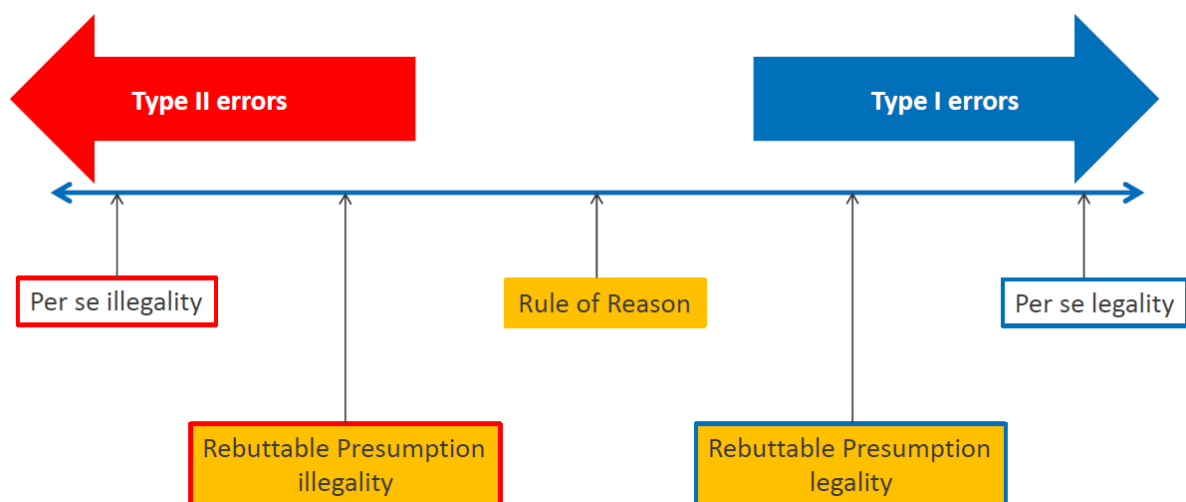 Type II errors
Type I errors
Per se illegality
Rule of Reason
Per se legality
Rebuttable Presumption
illegality
Rebuttable Presumption
legality